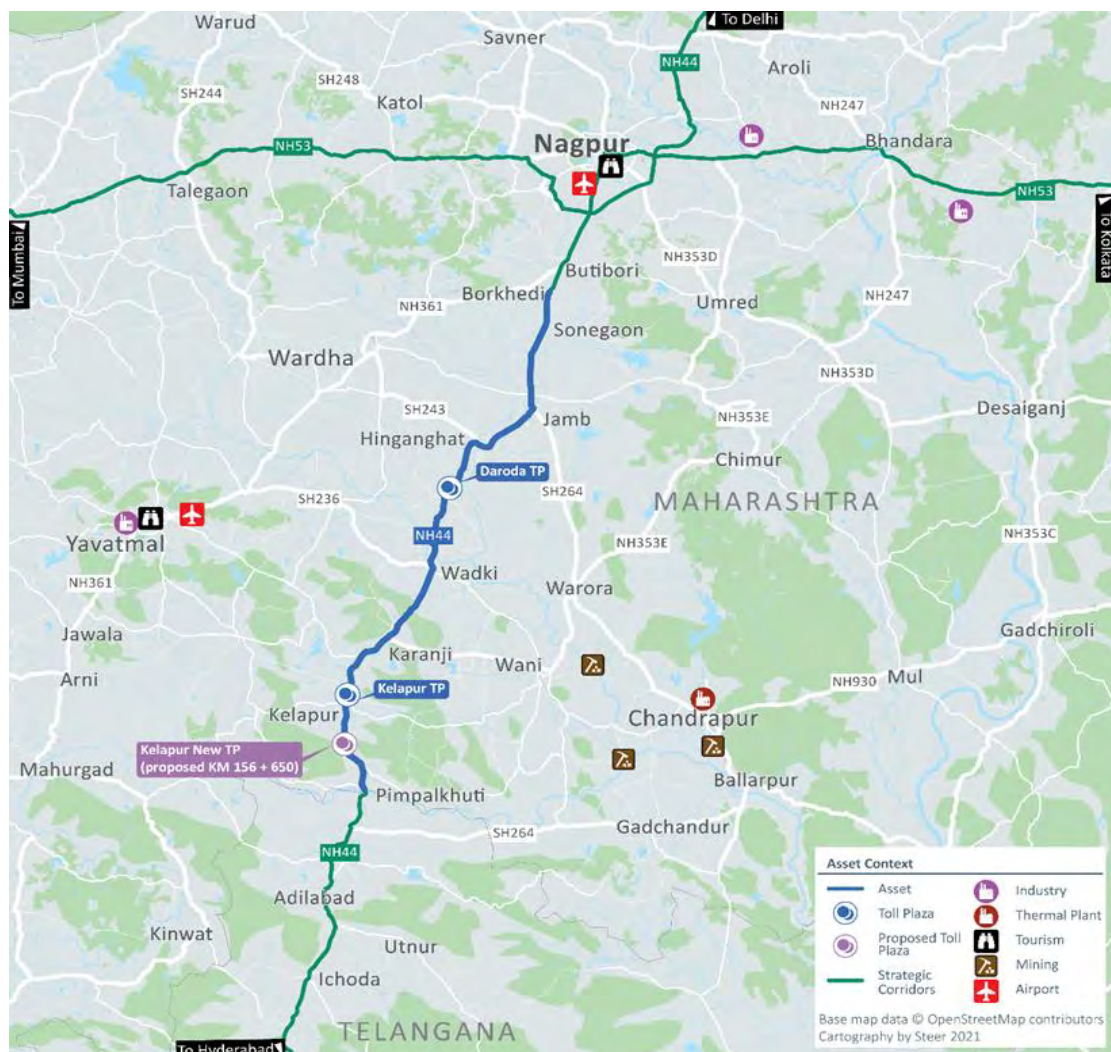 To Delhi
Warud
Savner
NH44
Aroli
SH248
SH244
Katol
NH247
Nagpur
Bhandara
NH53
Talegaon
NH53
To Mumbai
To Kolkata
Butibori
NH353D
Borkhedi
Umred
NH247
NH361
Sonegaon
Wardha
NH353D
SH243
Jamb
Desaiganj
Hinganghat
NH353E
Chimur
Daroda TP
SH264
SH236
MAHARASHTRA
Yavatmal
NH44
NH353E
NH353C
Wadki
NH361
Warora
Jawala
Gadchiroli
Karanji
Wani
Arni
Mul
NH930
Kelapur TP
Kelapur
Chandrapur
Kelapur New TP
(proposed KM 156 + 650)
Mahurgad
Ballarpur
Pimpalkhuti
Gadchandur
SH264
NH44
Adilabad
Kinwat
Utnur
Ichoda
TELANGANA
To Hyderabad
Asset Context
Asset
Industry
Toll Plaza
Thermal Plant
Proposed Toll
Plaza
Tourism
Mining
Strategic
Corridors
Airport
Base map data © OpenStreetMap contributors
Cartography by Steer 2021